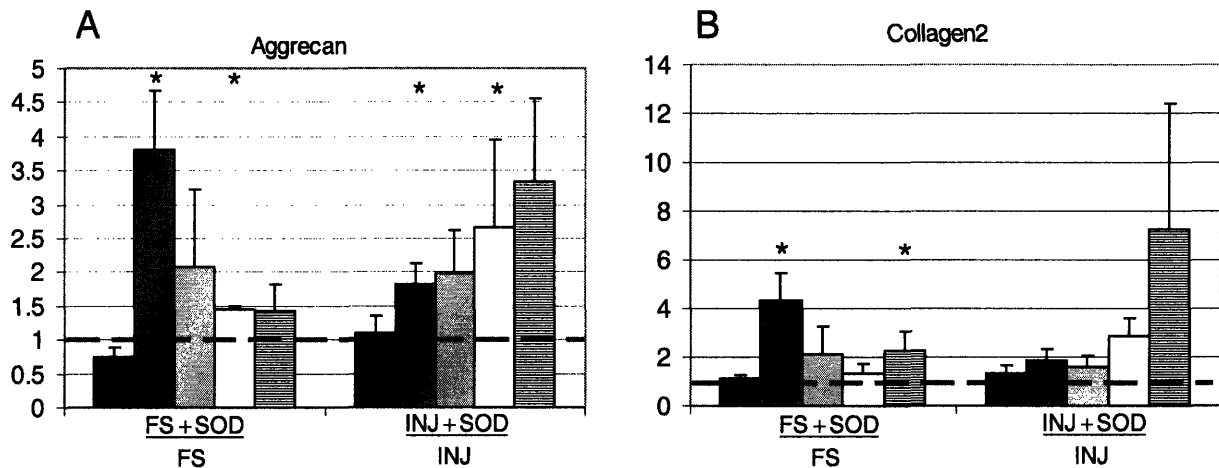 A
Aggrecan
5
4.5
4
3.5
3
2.5
2
1.5
1
0.5
0
* * * *
FS + SOD
FS
INJ + SOD
INJ
B
Collagen2
14
12
10
8
6
4
2
0
* *
FS + SOD
FS
INJ + SOD
INJ